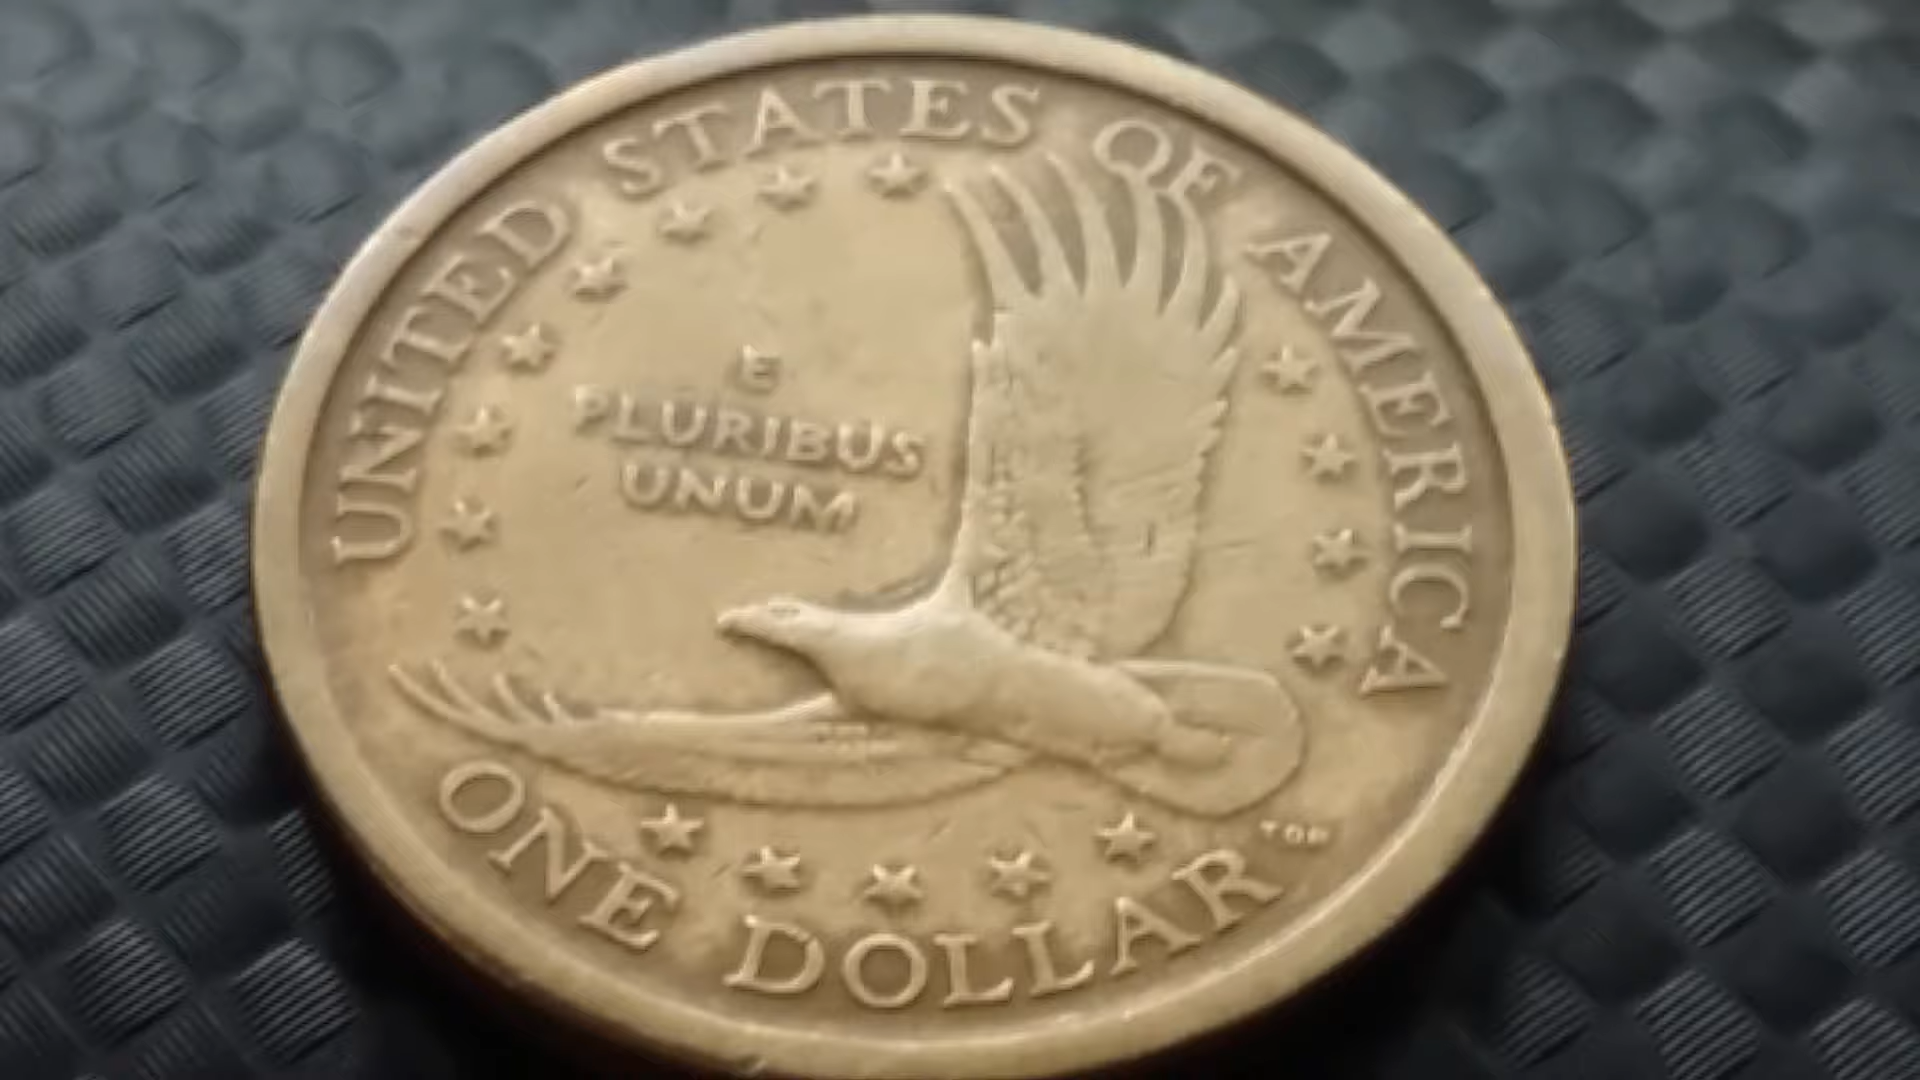 UNITED STATES OF AMERICA
E
PLURIBUS
UNUM
ONE DOLLAR